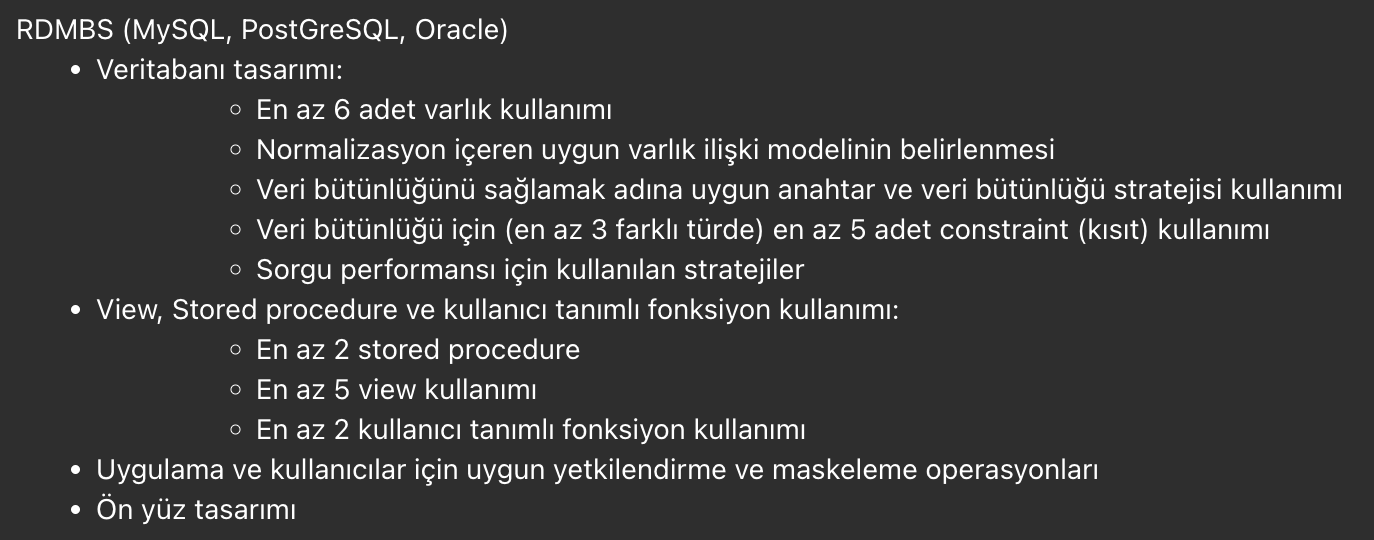 RDMBS (MySQL, PostGreSQL, Oracle)
• Veritabanı tasarımı:
◦ En az 6 adet varlık kullanımı
◦ Normalizasyon içeren uygun varlık ilişki modelinin belirlenmesi
◦ Veri bütünlüğünü sağlamak adına uygun anahtar ve veri bütünlüğü stratejisi kullanımı
◦ Veri bütünlüğü için (en az 3 farklı türde) en az 5 adet constraint (kısıt) kullanımı
◦ Sorgu performansı için kullanılan stratejiler
• View, Stored procedure ve kullanıcı tanımlı fonksiyon kullanımı:
◦ En az 2 stored procedure
◦ En az 5 view kullanımı
◦ En az 2 kullanıcı tanımlı fonksiyon kullanımı
• Uygulama ve kullanıcılar için uygun yetkilendirme ve maskeleme operasyonları
• Ön yüz tasarımı